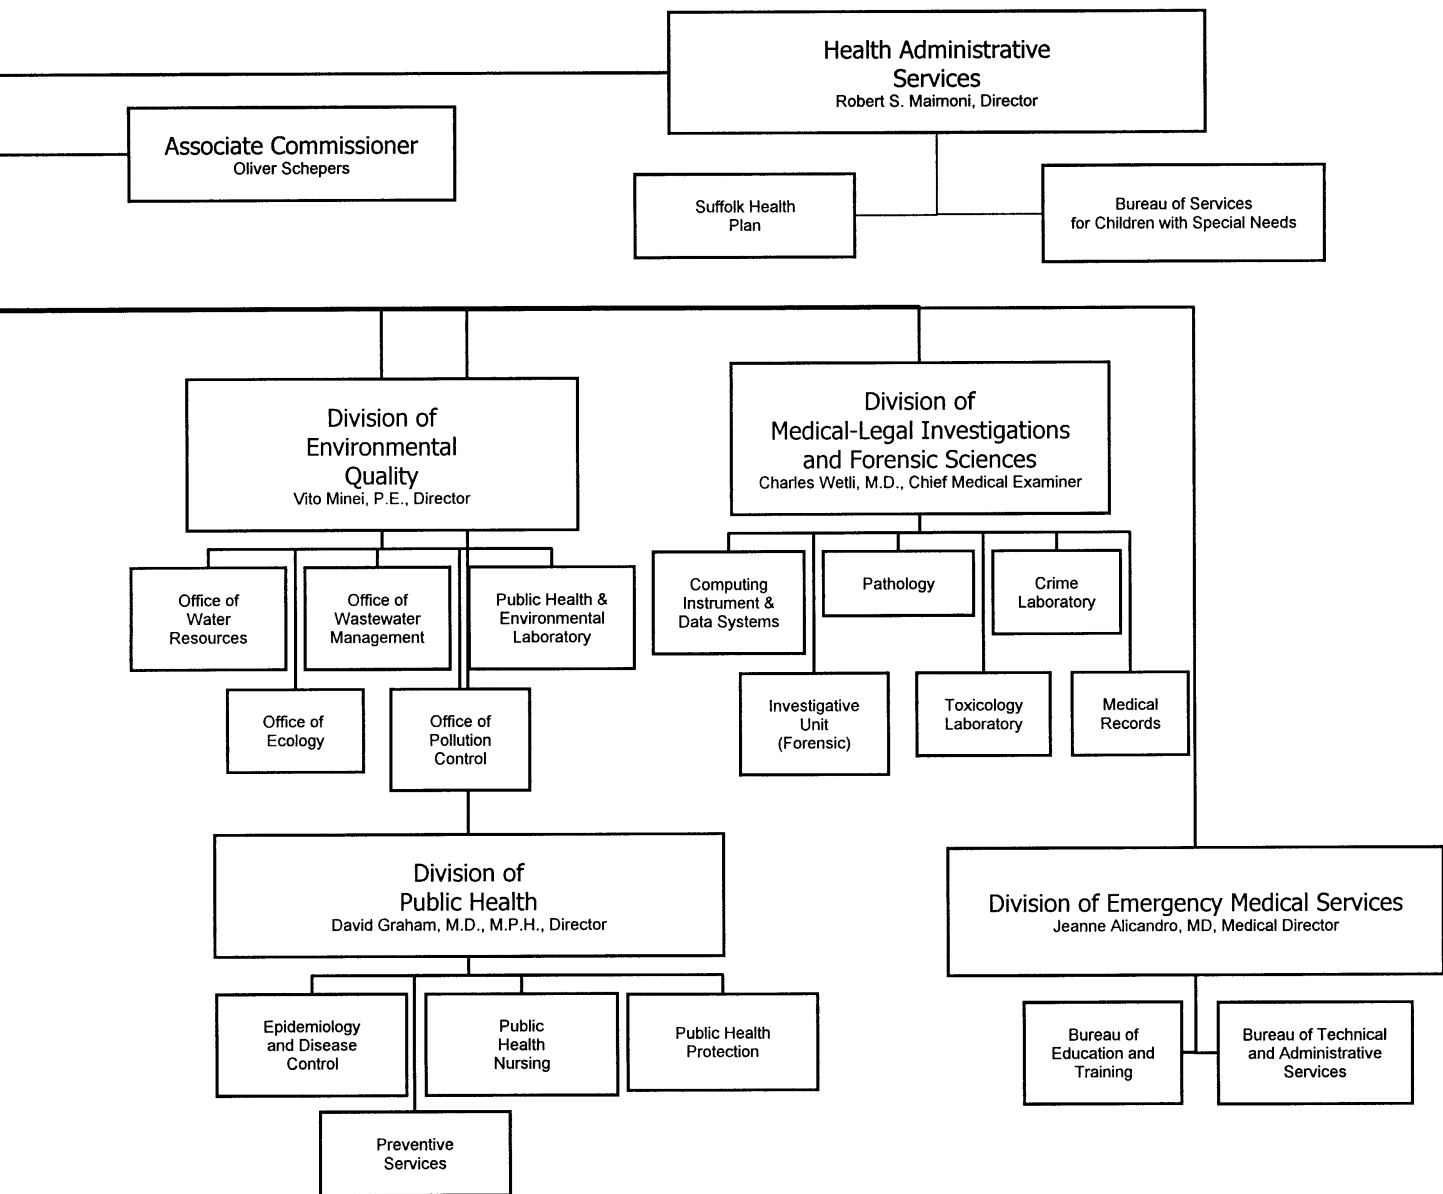 Health Administrative
Services
Robert S. Maimoni, Director
Associate Commissioner
Oliver Schepers
Suffolk Health
Plan
Bureau of Services
for Children with Special Needs
Division of
Environmental
Quality
Vito Minei, P.E., Director
Division of
Medical-Legal Investigations
and Forensic Sciences
Charles Wetli, M.D., Chief Medical Examiner
Office of
Water
Resources
Office of
Wastewater
Management
Public Health &
Environmental
Laboratory
Computing
Instrument &
Data Systems
Pathology
Crime
Laboratory
Office of
Ecology
Office of
Pollution
Control
Investigative
Unit
(Forensic)
Toxicology
Laboratory
Medical
Records
Division of
Public Health
David Graham, M.D., M.P.H., Director
Division of Emergency Medical Services
Jeanne Alicandro, MD, Medical Director
Epidemiology
and Disease
Control
Public
Health
Nursing
Public Health
Protection
Bureau of
Education and
Training
Bureau of Technical
and Administrative
Services
Preventive
Services